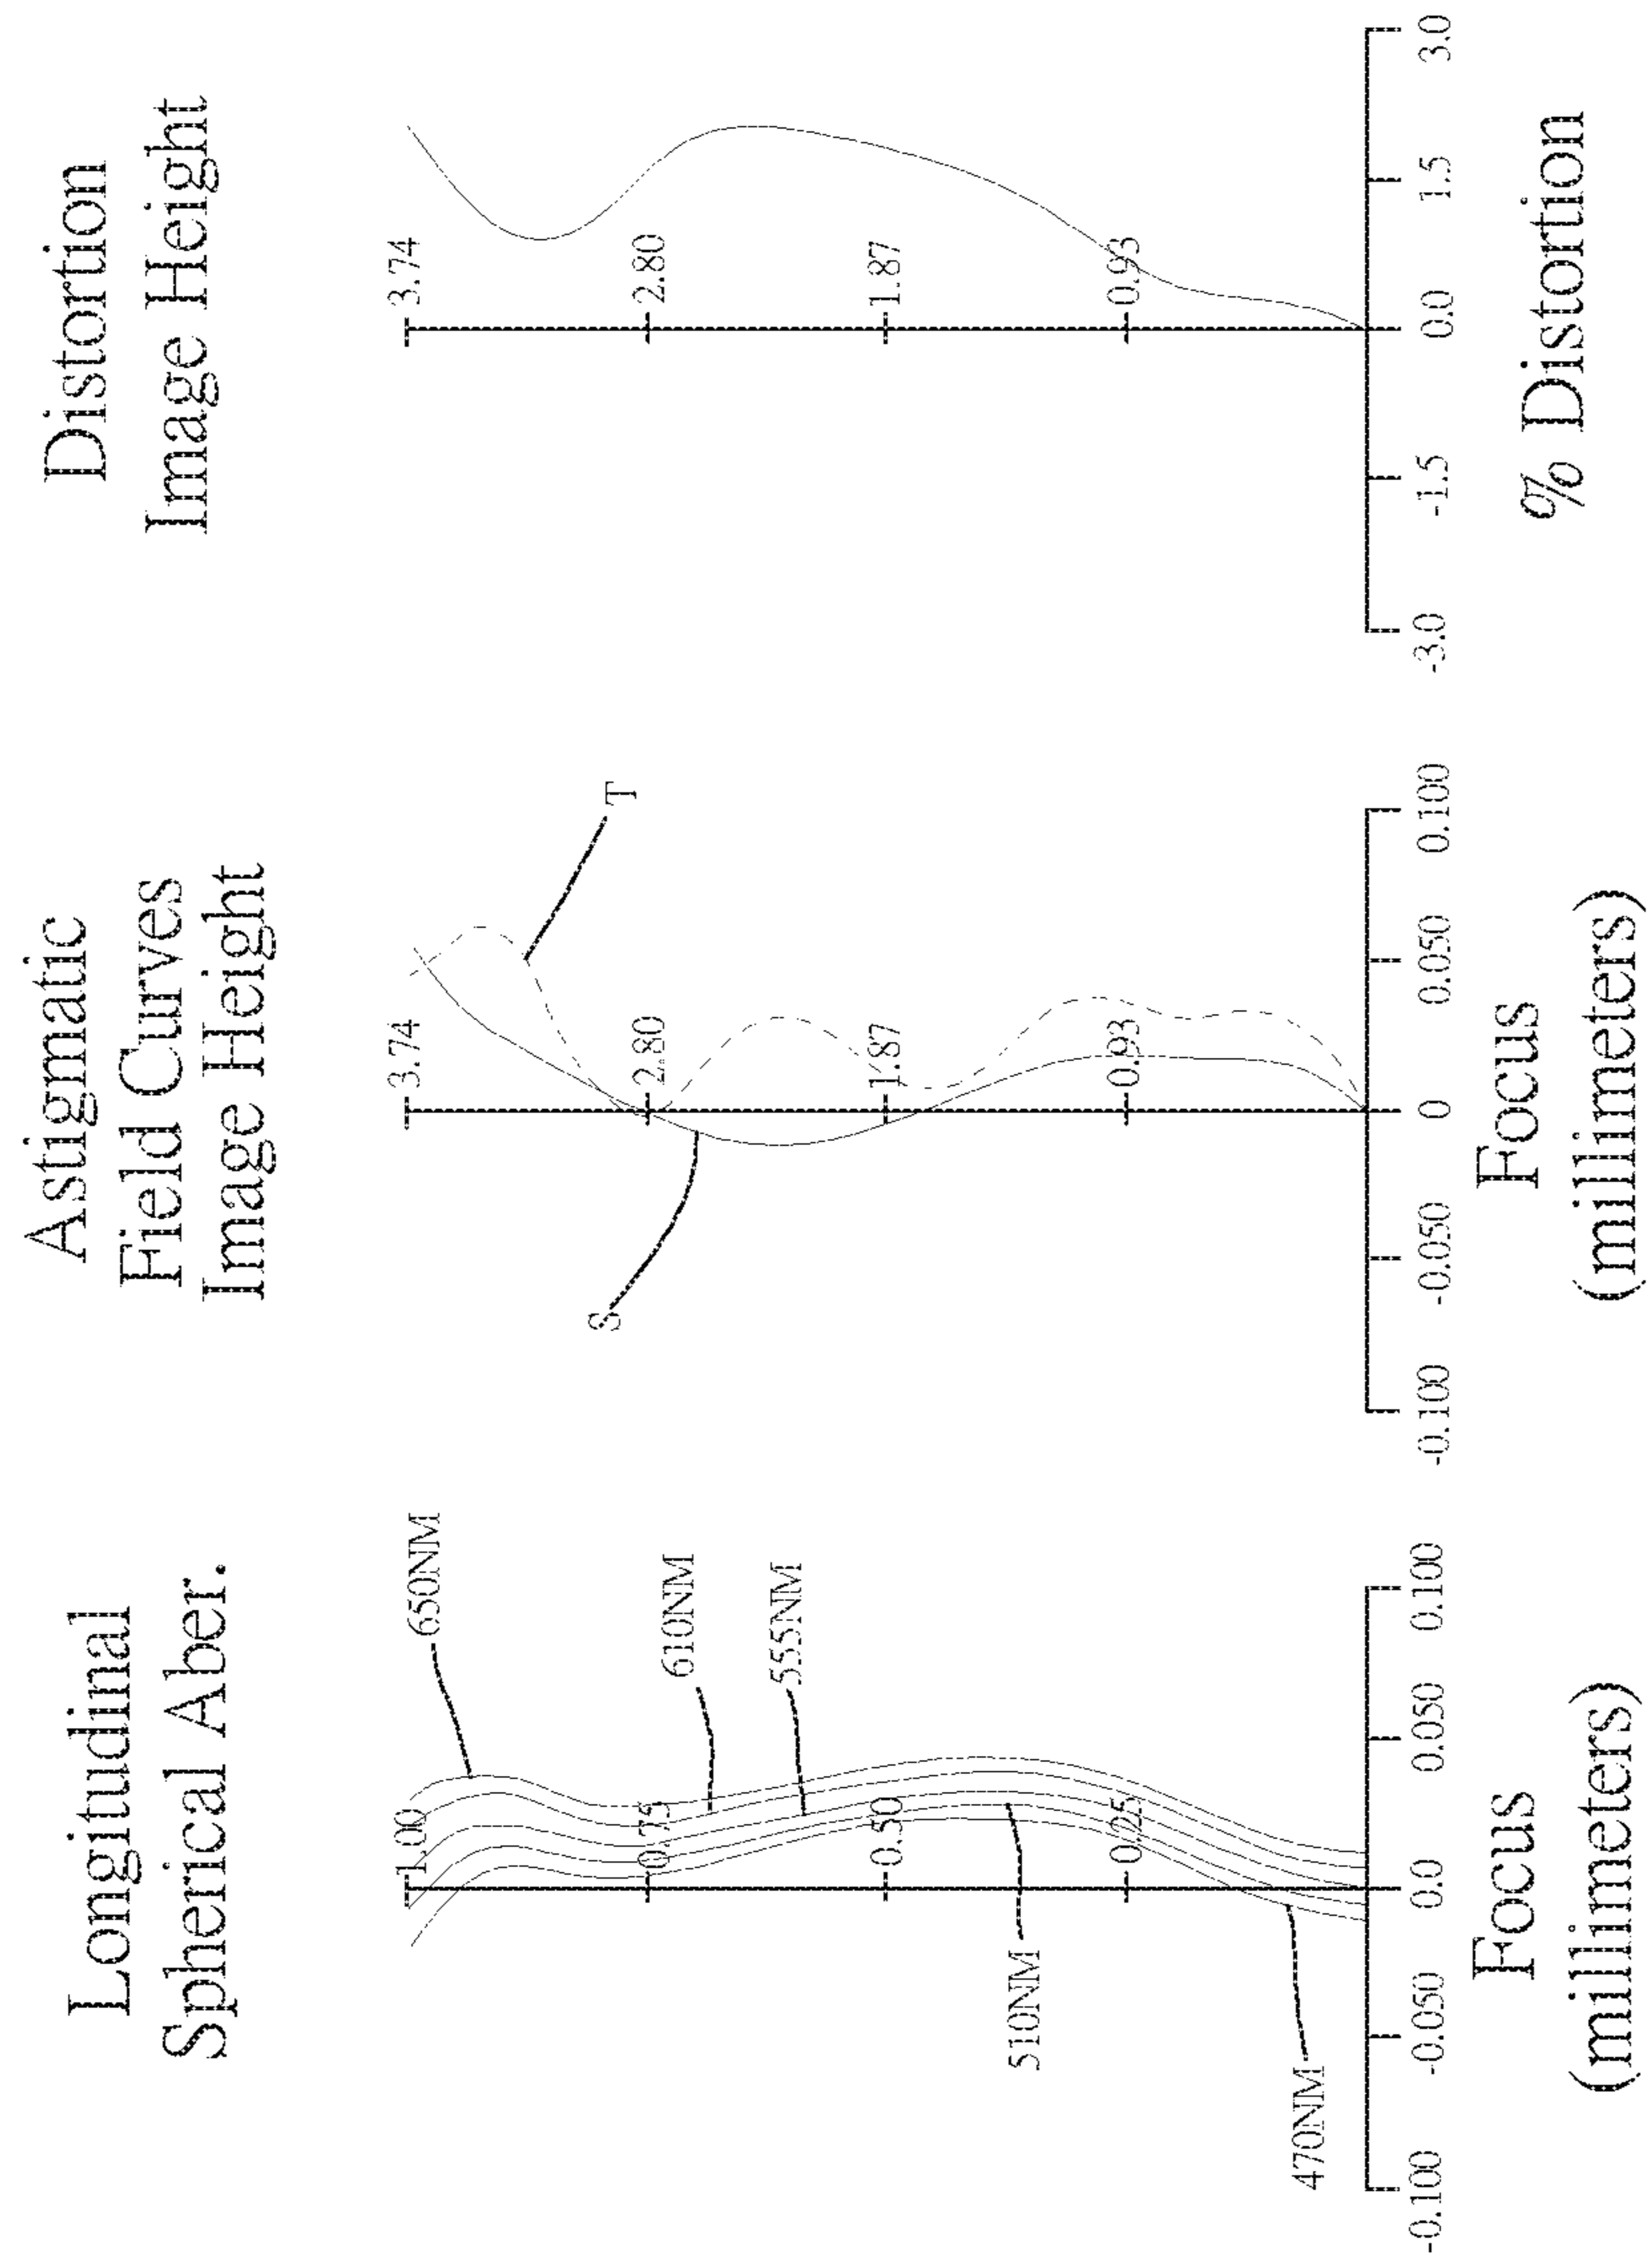 Longitudinal
Spherical Aber.
1.00
0.75
0.50
0.25
650NM
610NM
555NM
510NM
470NM
-0.100
-0.050
0.0
0.050
0.100
Focus
(millimeters)
Astigmatic
Field Curves
Image Height
3.74
2.80
1.87
0.93
S
T
-0.100
-0.050
0
0.050
0.100
Focus
(millimeters)
Distortion
Image Height
3.74
2.80
1.87
0.93
-3.0
-1.5
0.0
1.5
3.0
% Distortion